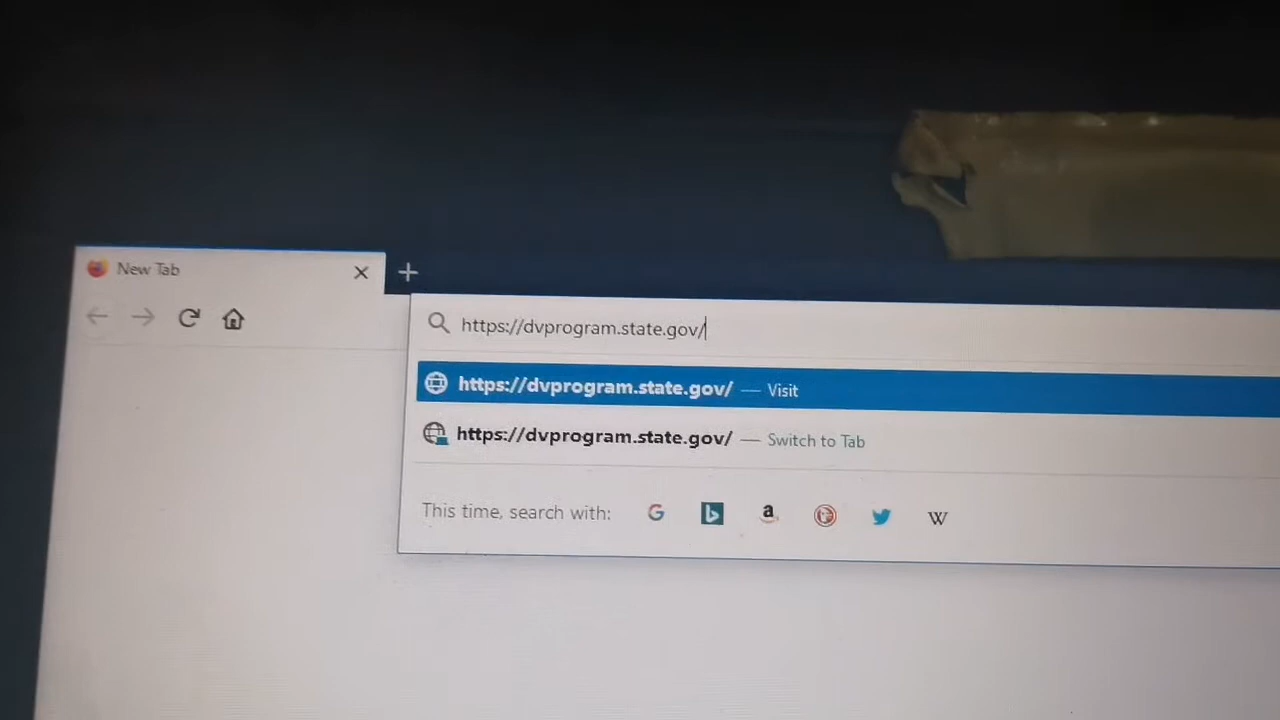 New Tab
https://dvprogram.state.gov/
https://dvprogram.state.gov/ — Visit
https://dvprogram.state.gov/ — Switch to Tab
This time, search with: G b a W